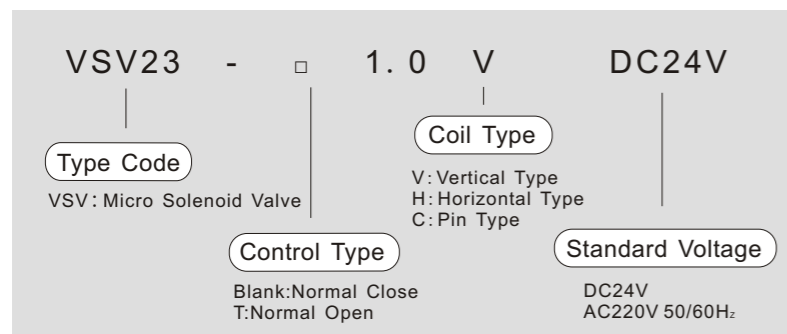 VSV23 - □ 1.0 V DC24V
Coil Type
Type Code
V:Vertical Type
H:Horizontal Type
C:Pin Type
VSV:Micro Solenoid Valve
Control Type
Standard Voltage
Blank:Normal Close
T:Normal Open
DC24V
AC220V 50/60Hz